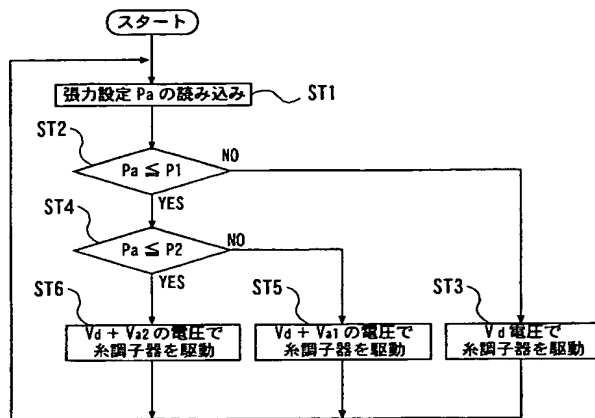 スタート
張力設定 Pa の読み込み
ST1
ST2
Pa ≦ P1
NO
YES
ST4
Pa ≦ P2
NO
YES
ST6
Vd + Va2 の電圧で
糸調子器を駆動
ST5
Vd + Va1 の電圧で
糸調子器を駆動
ST3
Vd 電圧で
糸調子器を駆動